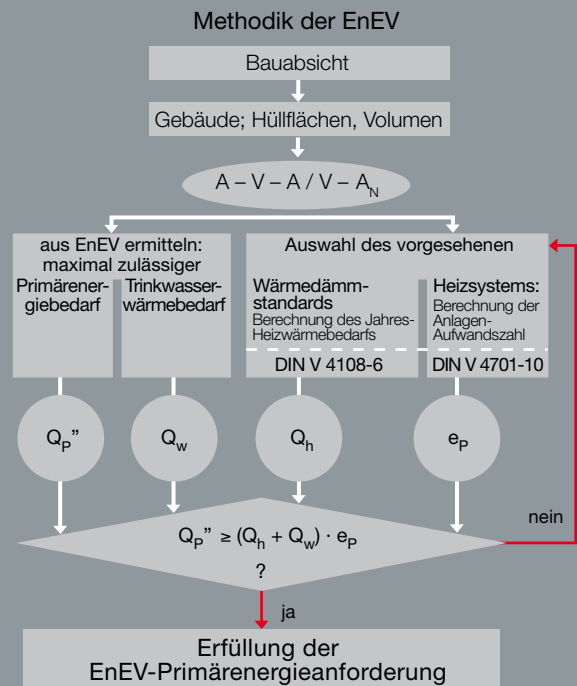 Methodik der EnEV
Bauabsicht
Gebäude; Hüllflächen, Volumen
A – V – A / V – A_N
aus EnEV ermitteln:
maximal zulässiger
Primärener-
giebedarf
Trinkwasser-
wärmebedarf
Auswahl des vorgesehenen
Wärmedämm-
standards
Berechnung des Jahres-
Heizwärmebedarfs
DIN V 4108-6
Heizsystems:
Berechnung der
Anlagen-
Aufwandszahl
DIN V 4701-10
Q_P”
Q_w
Q_h
e_P
nein
Q_P” ≥ (Q_h + Q_w) · e_P
?
ja
Erfüllung der
EnEV-Primärenergieanforderung